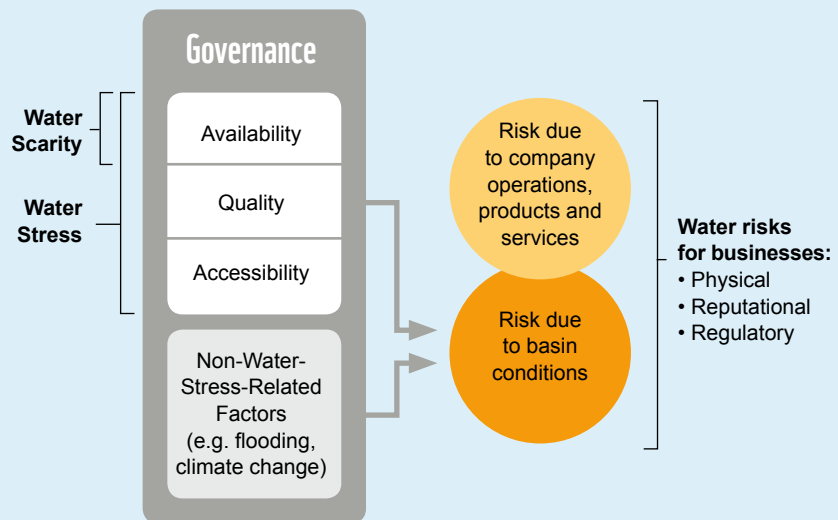 Governance
Water
Scarity
Water
Stress
Availability
Quality
Accessibility
Non-Water-
Stress-Related
Factors
(e.g. flooding,
climate change)
Risk due
to company
operations,
products and
services
Risk due
to basin
conditions
Water risks
for businesses:
• Physical
• Reputational
• Regulatory